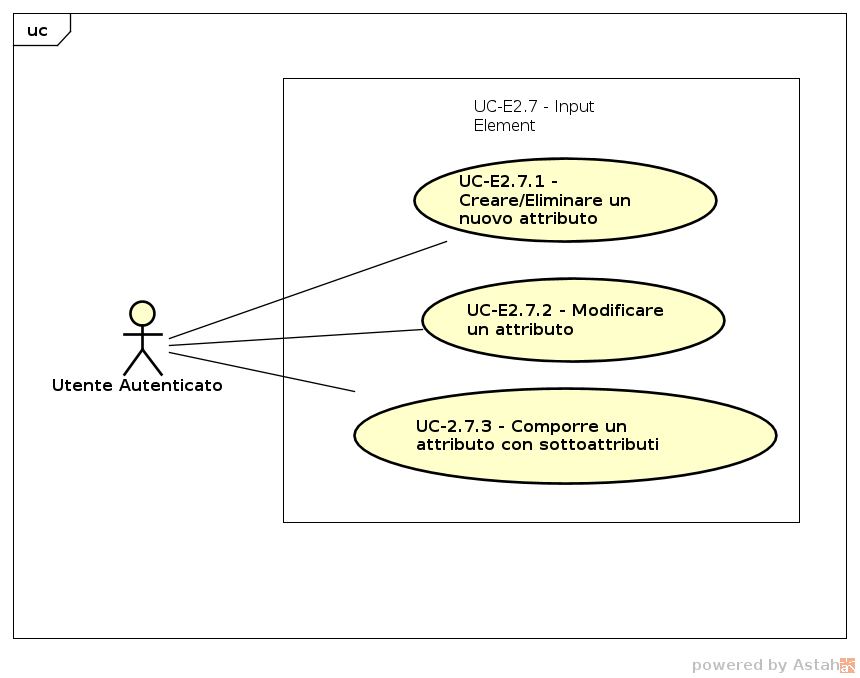 uc
UC-E2.7 - Input
Element
UC-E2.7.1 -
Creare/Eliminare un
nuovo attributo
UC-E2.7.2 - Modificare
un attributo
Utente Autenticato
UC-2.7.3 - Comporre un
attributo con sottoattributi
powered by Astah